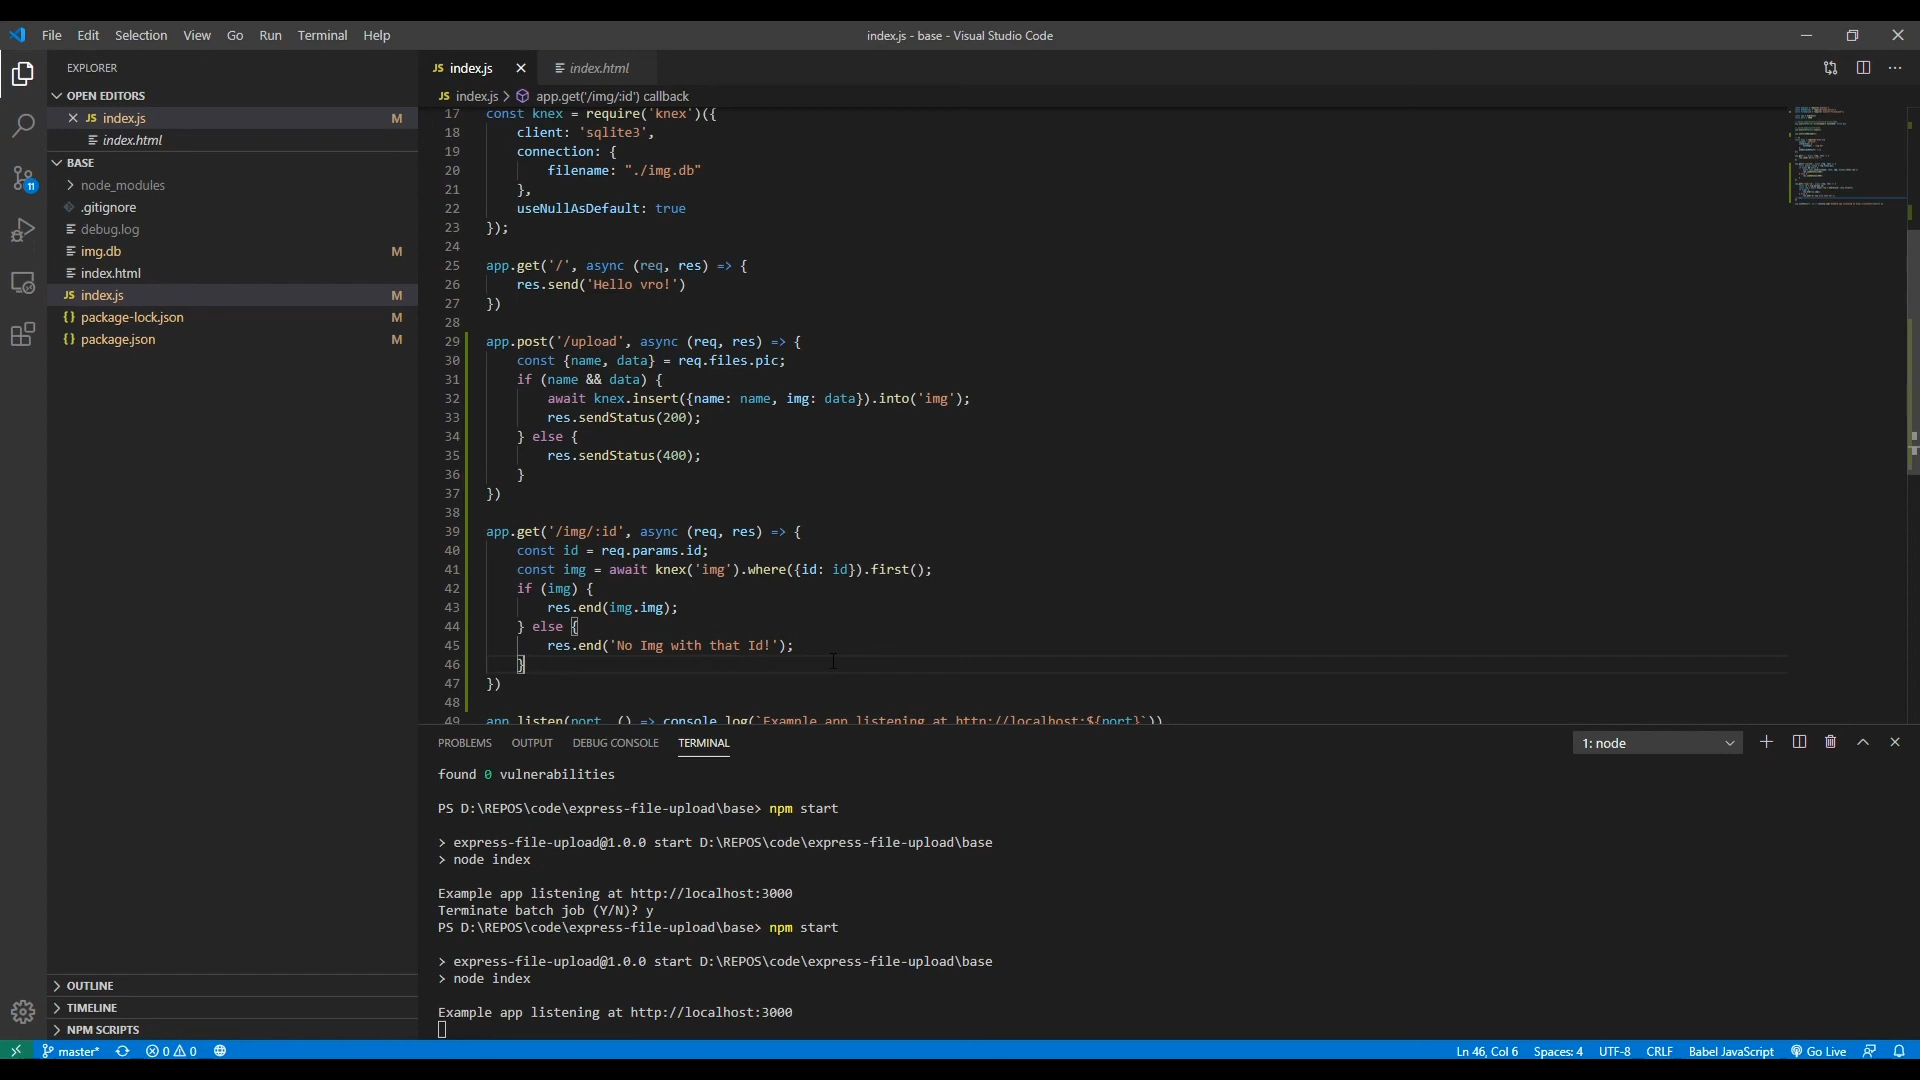 File Edit Selection View Go Run Terminal Help
index.js - base - Visual Studio Code
EXPLORER
OPEN EDITORS
JS index.js M
index.html
BASE
node_modules
.gitignore
debug.log
img.db M
index.html
JS index.js M
{} package-lock.json M
{} package.json M
OUTLINE
TIMELINE
NPM SCRIPTS
11
JS index.js
index.html
JS index.js > app.get('/img/:id') callback
17 const knex = require('knex')({
18 client: 'sqlite3',
19 connection: {
20 filename: "./img.db"
21 },
22 useNullAsDefault: true
23 });
24
25 app.get('/', async (req, res) => {
26 res.send('Hello vro!')
27 })
28
29 app.post('/upload', async (req, res) => {
30 const {name, data} = req.files.pic;
31 if (name && data) {
32 await knex.insert({name: name, img: data}).into('img');
33 res.sendStatus(200);
34 } else {
35 res.sendStatus(400);
36 }
37 })
38
39 app.get('/img/:id', async (req, res) => {
40 const id = req.params.id;
41 const img = await knex('img').where({id: id}).first();
42 if (img) {
43 res.end(img.img);
44 } else {
45 res.end('No Img with that Id!');
46 }
47 })
48
49 app.listen(port, () => console.log(`Example app listening at http://localhost:${port}`))
PROBLEMS OUTPUT DEBUG CONSOLE TERMINAL
1: node
found 0 vulnerabilities
PS D:\REPOS\code\express-file-upload\base> npm start
> express-file-upload@1.0.0 start D:\REPOS\code\express-file-upload\base
> node index
Example app listening at http://localhost:3000
Terminate batch job (Y/N)? y
PS D:\REPOS\code\express-file-upload\base> npm start
> express-file-upload@1.0.0 start D:\REPOS\code\express-file-upload\base
> node index
Example app listening at http://localhost:3000
master* 0 0
Ln 46, Col 6 Spaces: 4 UTF-8 CRLF Babel JavaScript Go Live